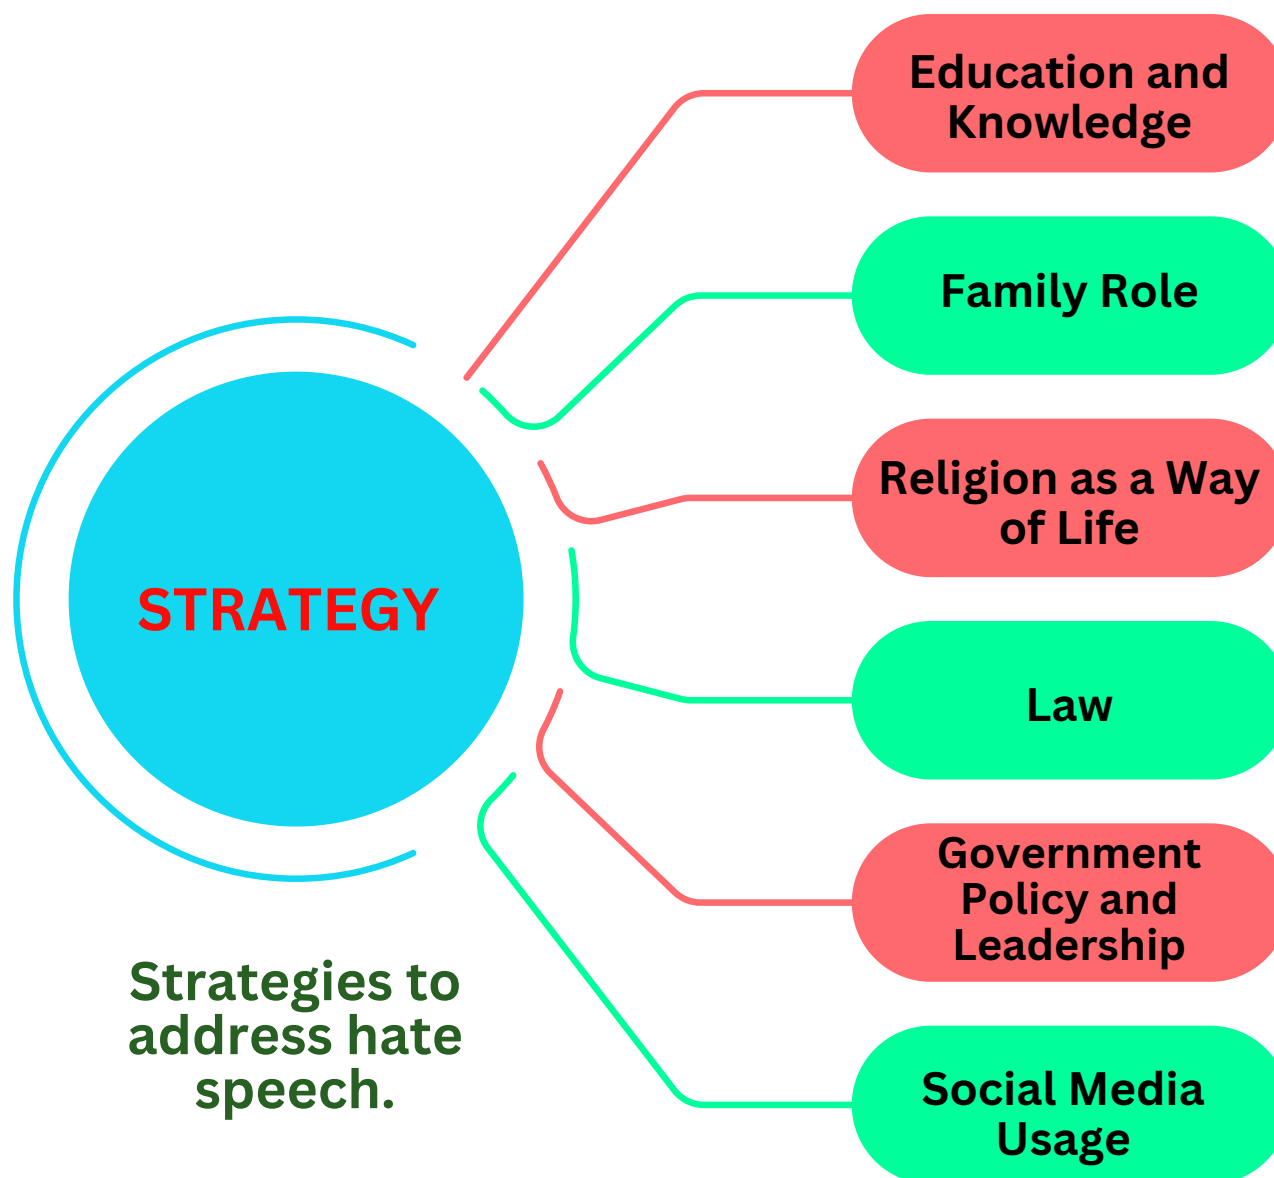 Education and
Knowledge
Family Role
Religion as a Way
of Life
STRATEGY
Law
Government
Policy and
Leadership
Strategies to
address hate
speech.
Social Media
Usage